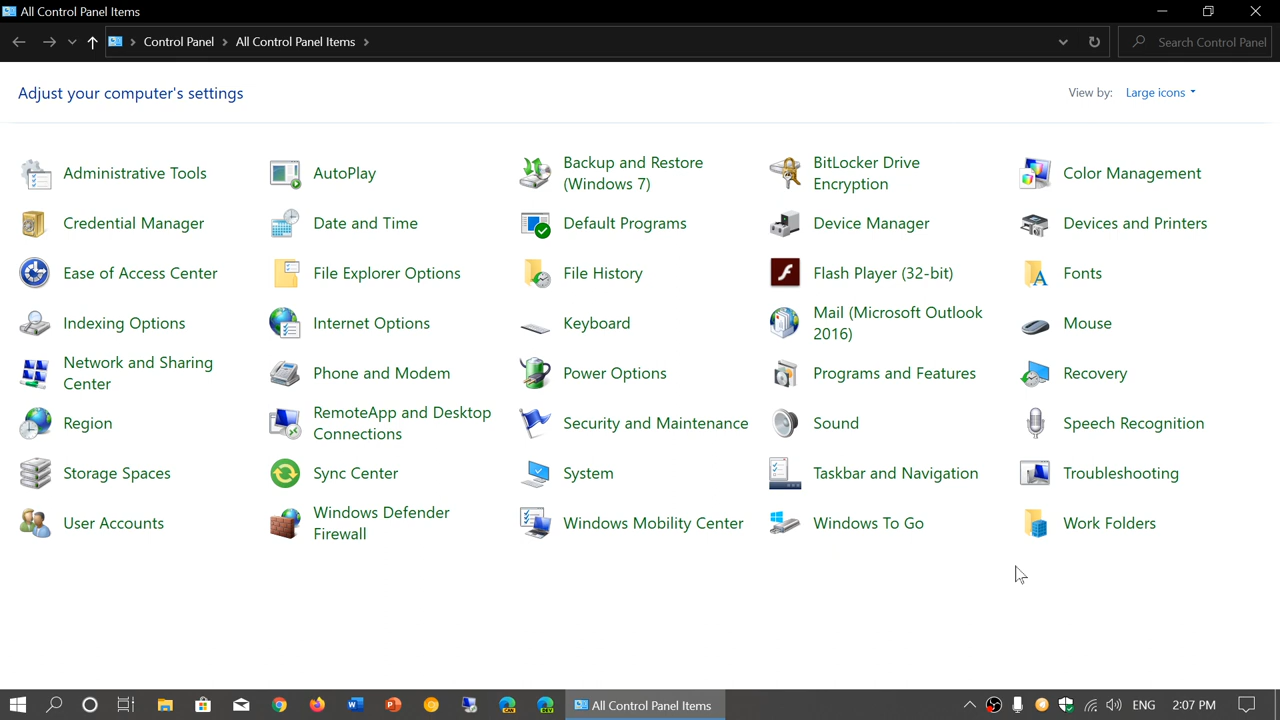 All Control Panel Items
Control Panel All Control Panel Items Search Control Panel
Adjust your computer's settings View by: Large icons
Administrative Tools AutoPlay Backup and Restore (Windows 7) BitLocker Drive Encryption Color Management
Credential Manager Date and Time Default Programs Device Manager Devices and Printers
Ease of Access Center File Explorer Options File History Flash Player (32-bit) Fonts
Indexing Options Internet Options Keyboard Mail (Microsoft Outlook 2016) Mouse
Network and Sharing Center Phone and Modem Power Options Programs and Features Recovery
Region RemoteApp and Desktop Connections Security and Maintenance Sound Speech Recognition
Storage Spaces Sync Center System Taskbar and Navigation Troubleshooting
User Accounts Windows Defender Firewall Windows Mobility Center Windows To Go Work Folders
All Control Panel Items ENG 2:07 PM